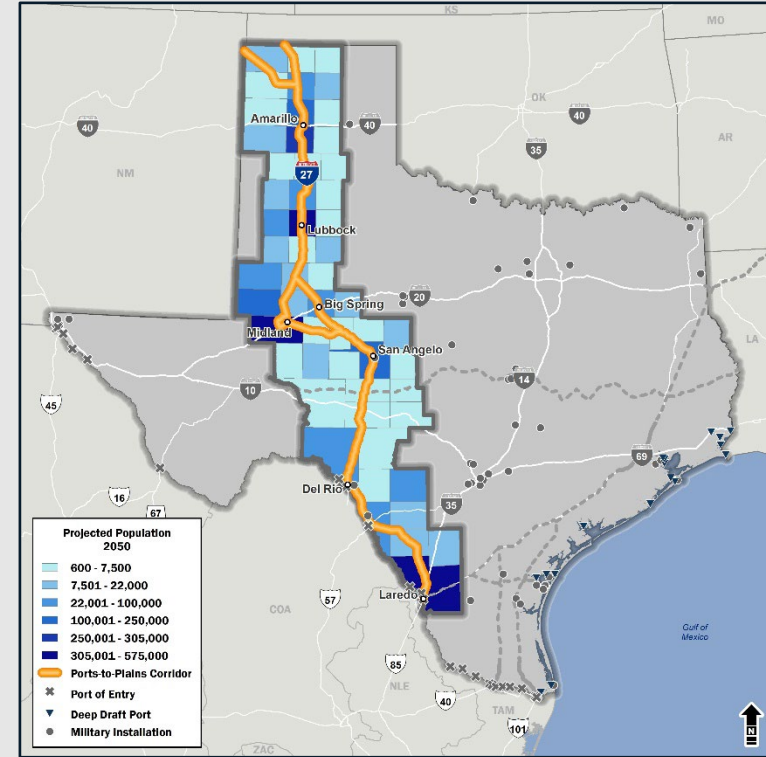 KS
MO
OK
AR
NM
LA
40
40
40
35
Amarillo
27
Lubbock
Big Spring
20
Midland
San Angelo
10
14
45
69
16
67
Del Rio
35
Laredo
COA
57
85
NLE
40
TAM
101
ZAC
Gulf of
Mexico
N
Projected Population
2050
600 - 7,500
7,501 - 22,000
22,001 - 100,000
100,001 - 250,000
250,001 - 305,000
305,001 - 575,000
Ports-to-Plains Corridor
Port of Entry
Deep Draft Port
Military Installation